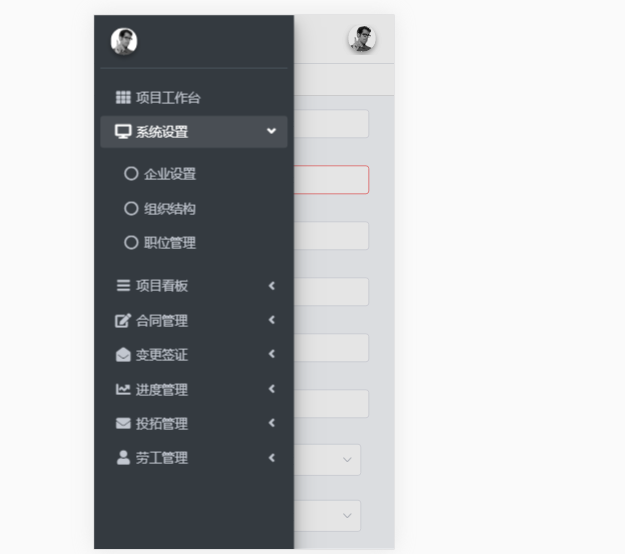 项目工作台
系统设置
企业设置
组织结构
职位管理
项目看板
合同管理
变更签证
进度管理
投拓管理
劳工管理